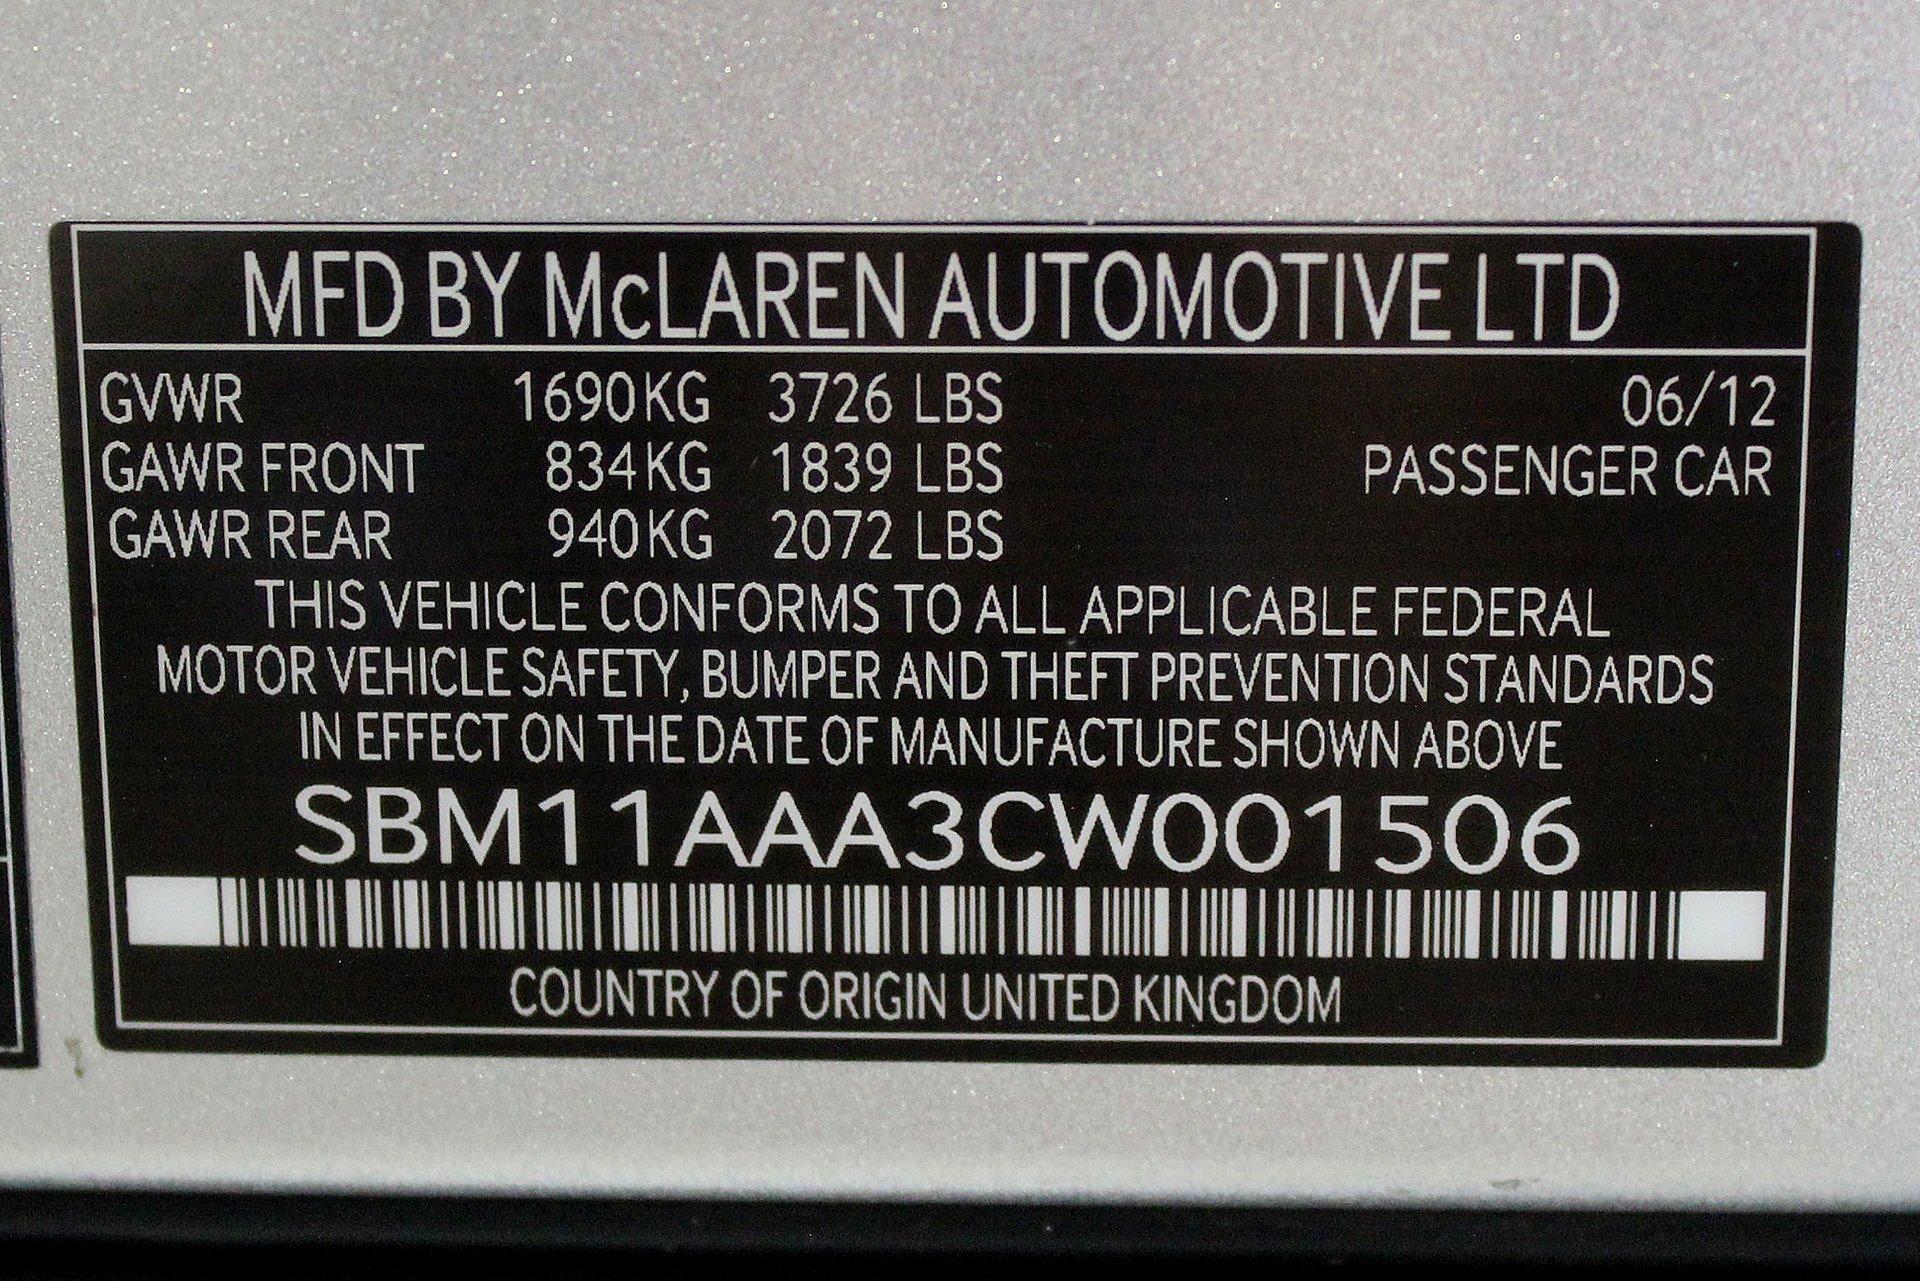 MFD BY McLAREN AUTOMOTIVE LTD
GVWR 1690KG 3726 LBS 06/12
GAWR FRONT 834KG 1839 LBS PASSENGER CAR
GAWR REAR 940KG 2072 LBS
THIS VEHICLE CONFORMS TO ALL APPLICABLE FEDERAL
MOTOR VEHICLE SAFETY, BUMPER AND THEFT PREVENTION STANDARDS
IN EFFECT ON THE DATE OF MANUFACTURE SHOWN ABOVE
SBM11AAA3CW001506
COUNTRY OF ORIGIN UNITED KINGDOM